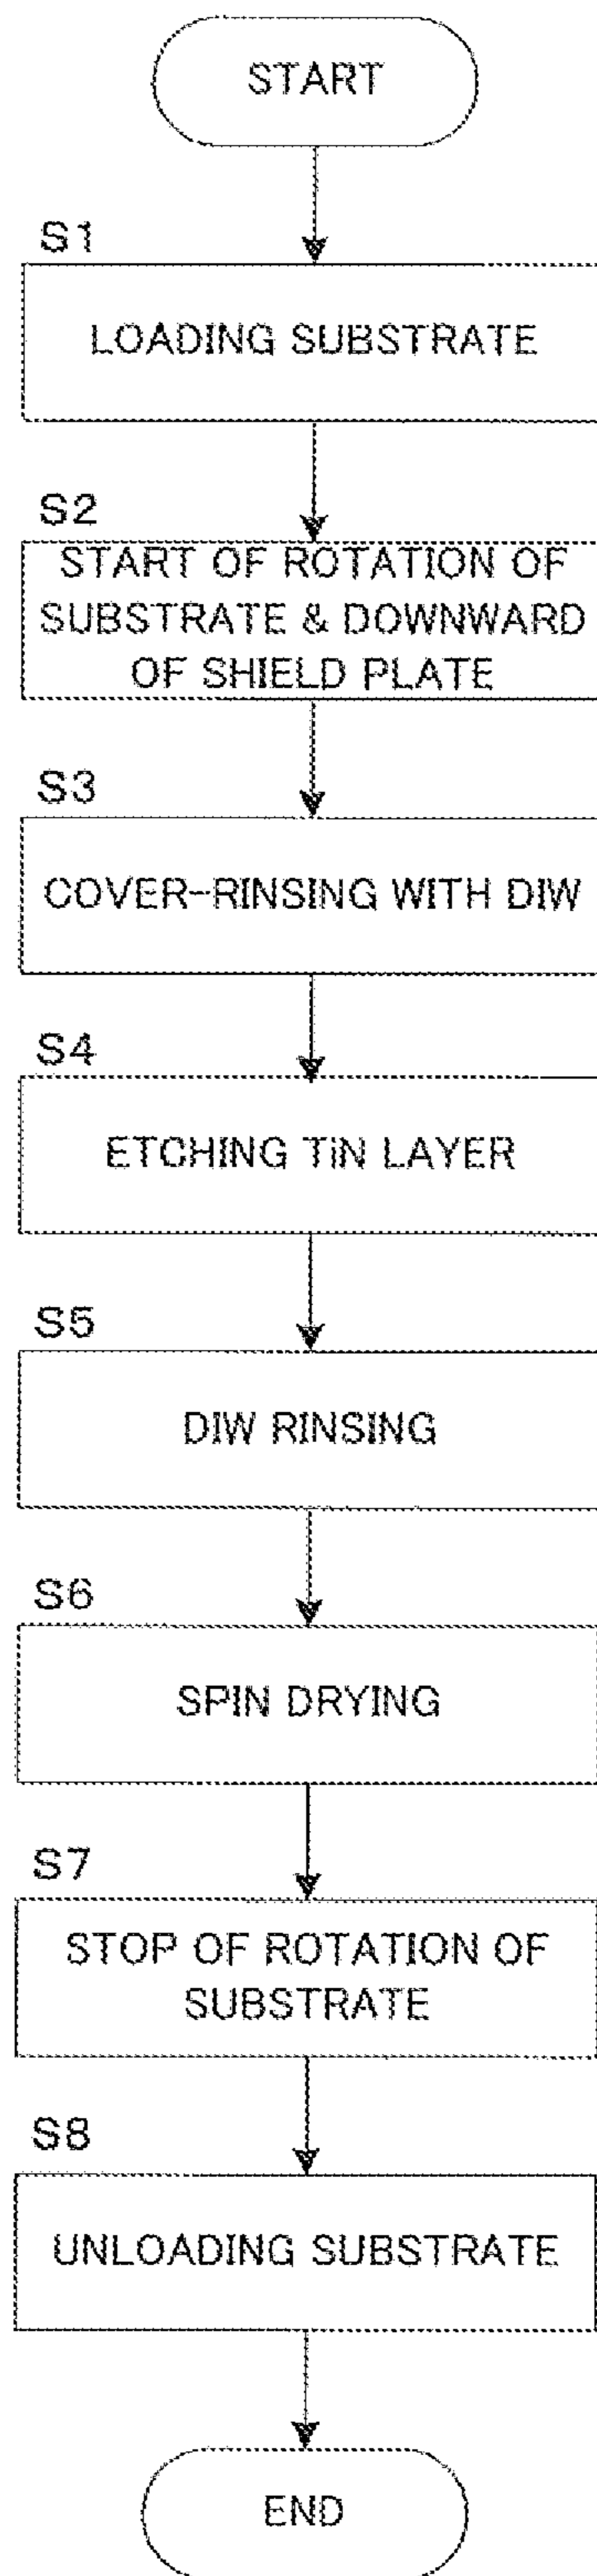 START
S1
LOADING SUBSTRATE
S2
START OF ROTATION OF
SUBSTRATE & DOWNWARD
OF SHIELD PLATE
S3
COVER-RINSING WITH DIW
S4
ETCHING TiN LAYER
S5
DIW RINSING
S6
SPIN DRYING
S7
STOP OF ROTATION OF
SUBSTRATE
S8
UNLOADING SUBSTRATE
END